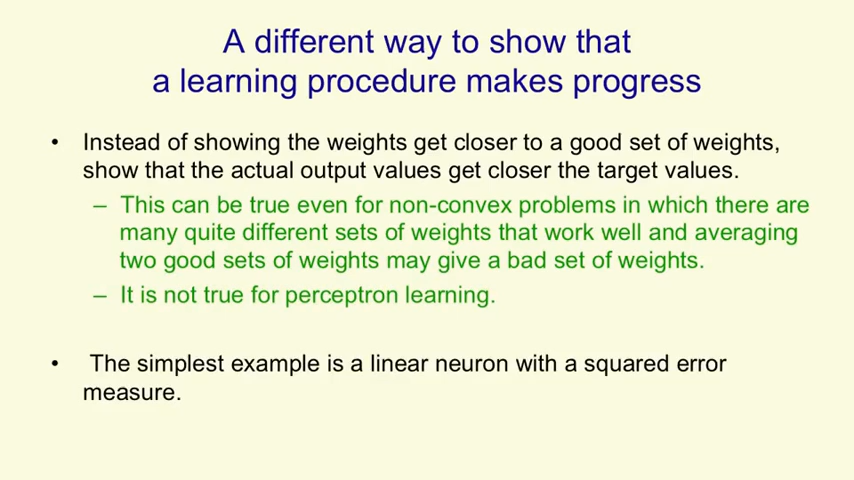 A different way to show that
a learning procedure makes progress
• Instead of showing the weights get closer to a good set of weights,
show that the actual output values get closer the target values.
– This can be true even for non-convex problems in which there are
many quite different sets of weights that work well and averaging
two good sets of weights may give a bad set of weights.
– It is not true for perceptron learning.
• The simplest example is a linear neuron with a squared error
measure.